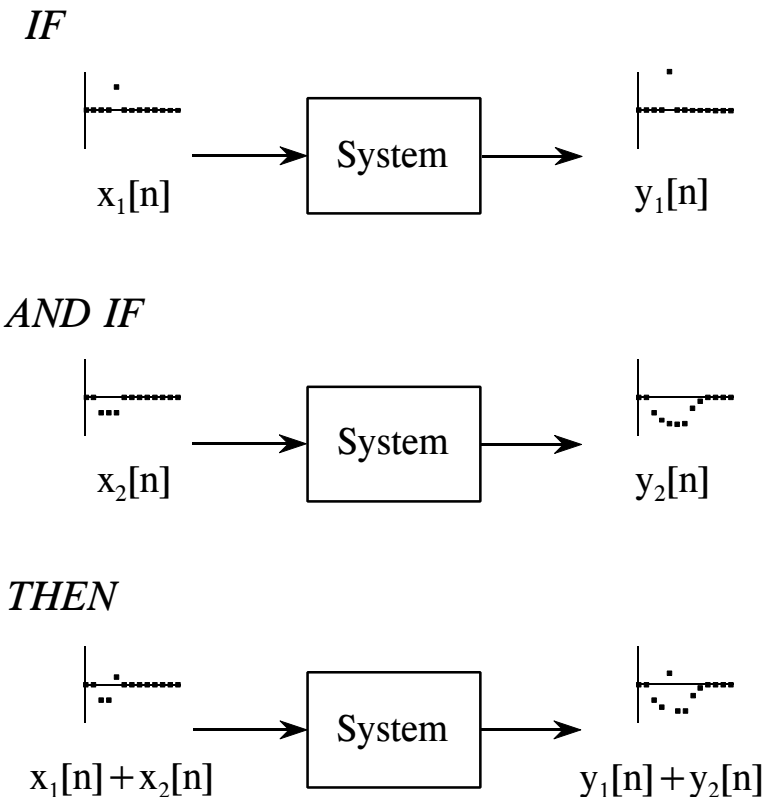 IF
System
x₁[n] y₁[n]
AND IF
System
x₂[n] y₂[n]
THEN
System
x₁[n]+x₂[n] y₁[n]+y₂[n]